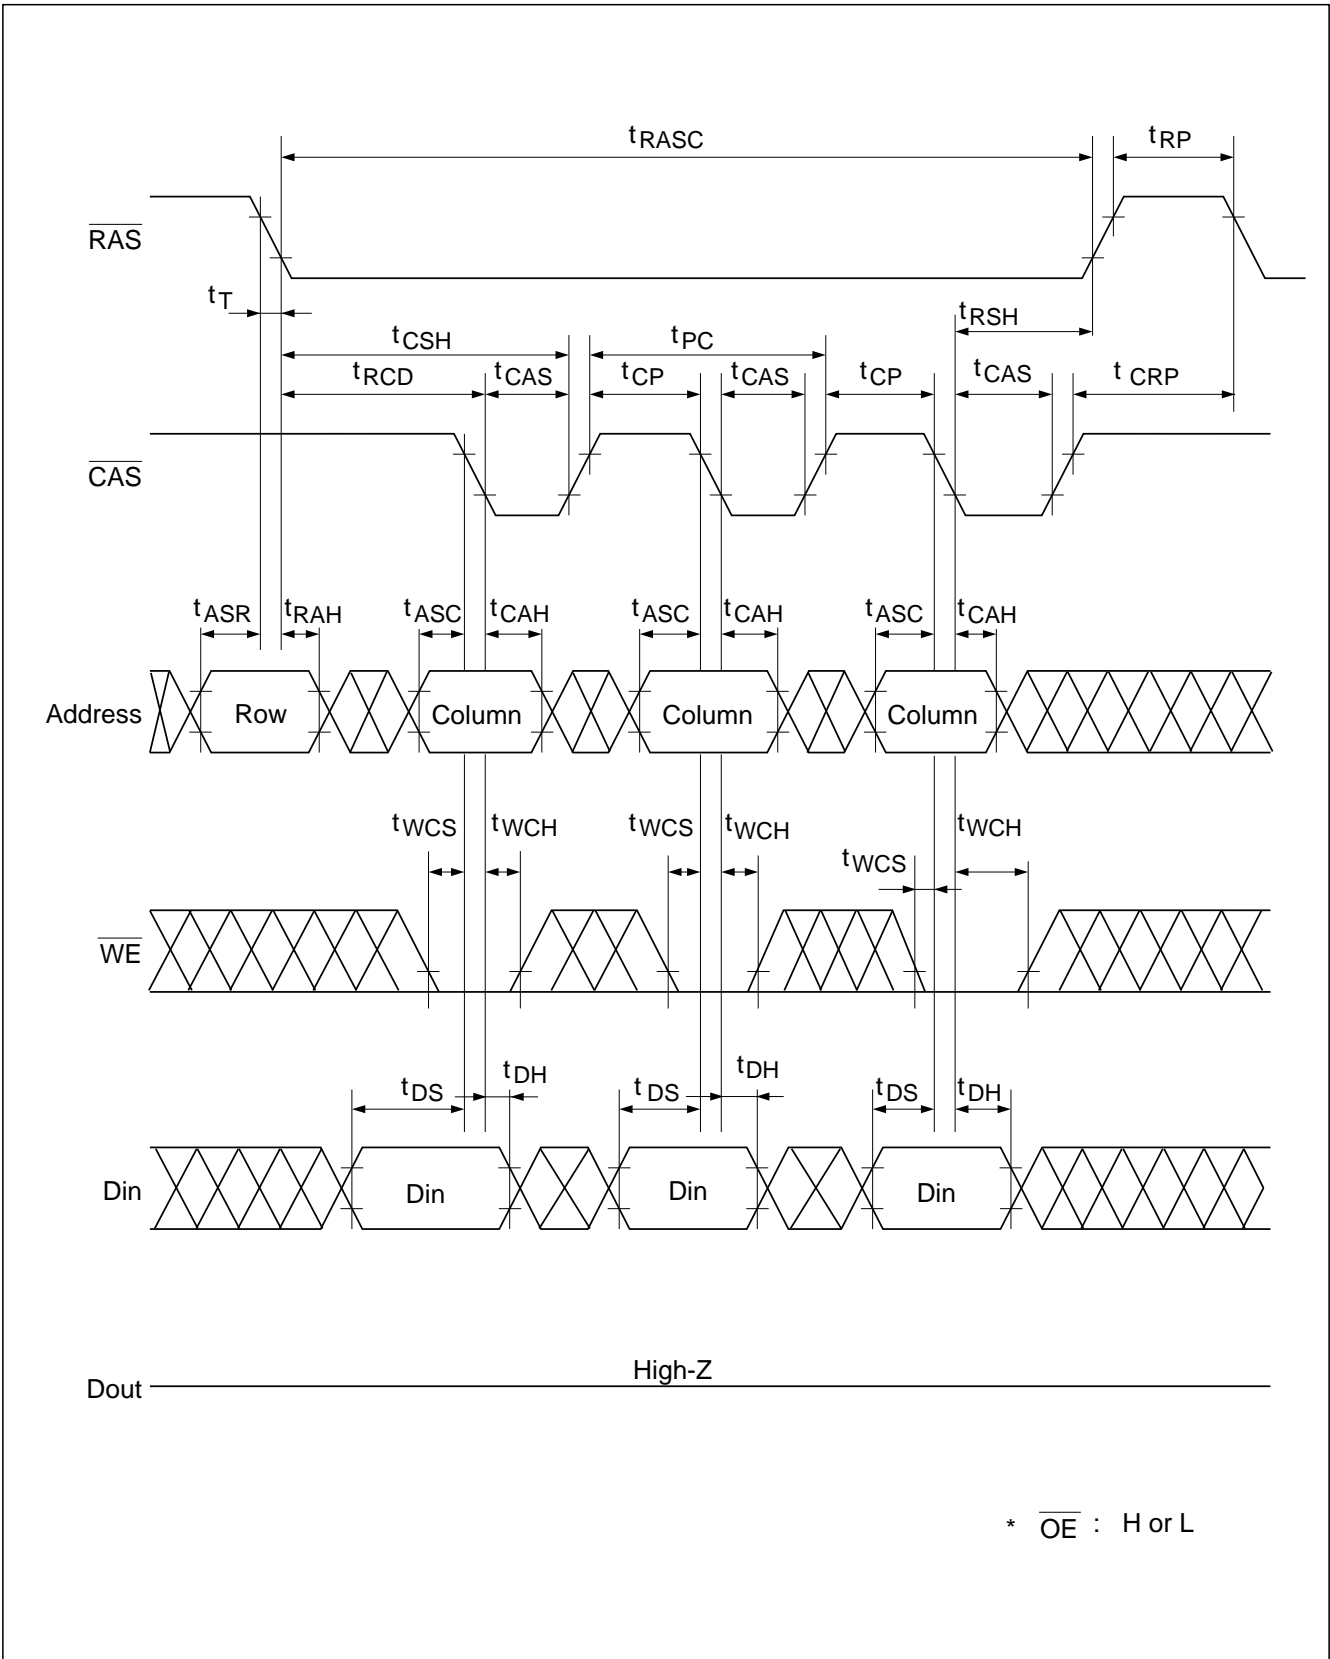 tRASC tRP
RAS
tT tRSH
tCSH tPC
tRCD tCAS tCP tCAS tCP tCAS tCRP
CAS
tASR tRAH tASC tCAH tASC tCAH tASC tCAH
Address Row Column Column Column
tWCS tWCH tWCS tWCH tWCH
tWCS
WE
tDS tDH tDS tDH tDS tDH
Din Din Din Din
High-Z
Dout
* OE : H or L